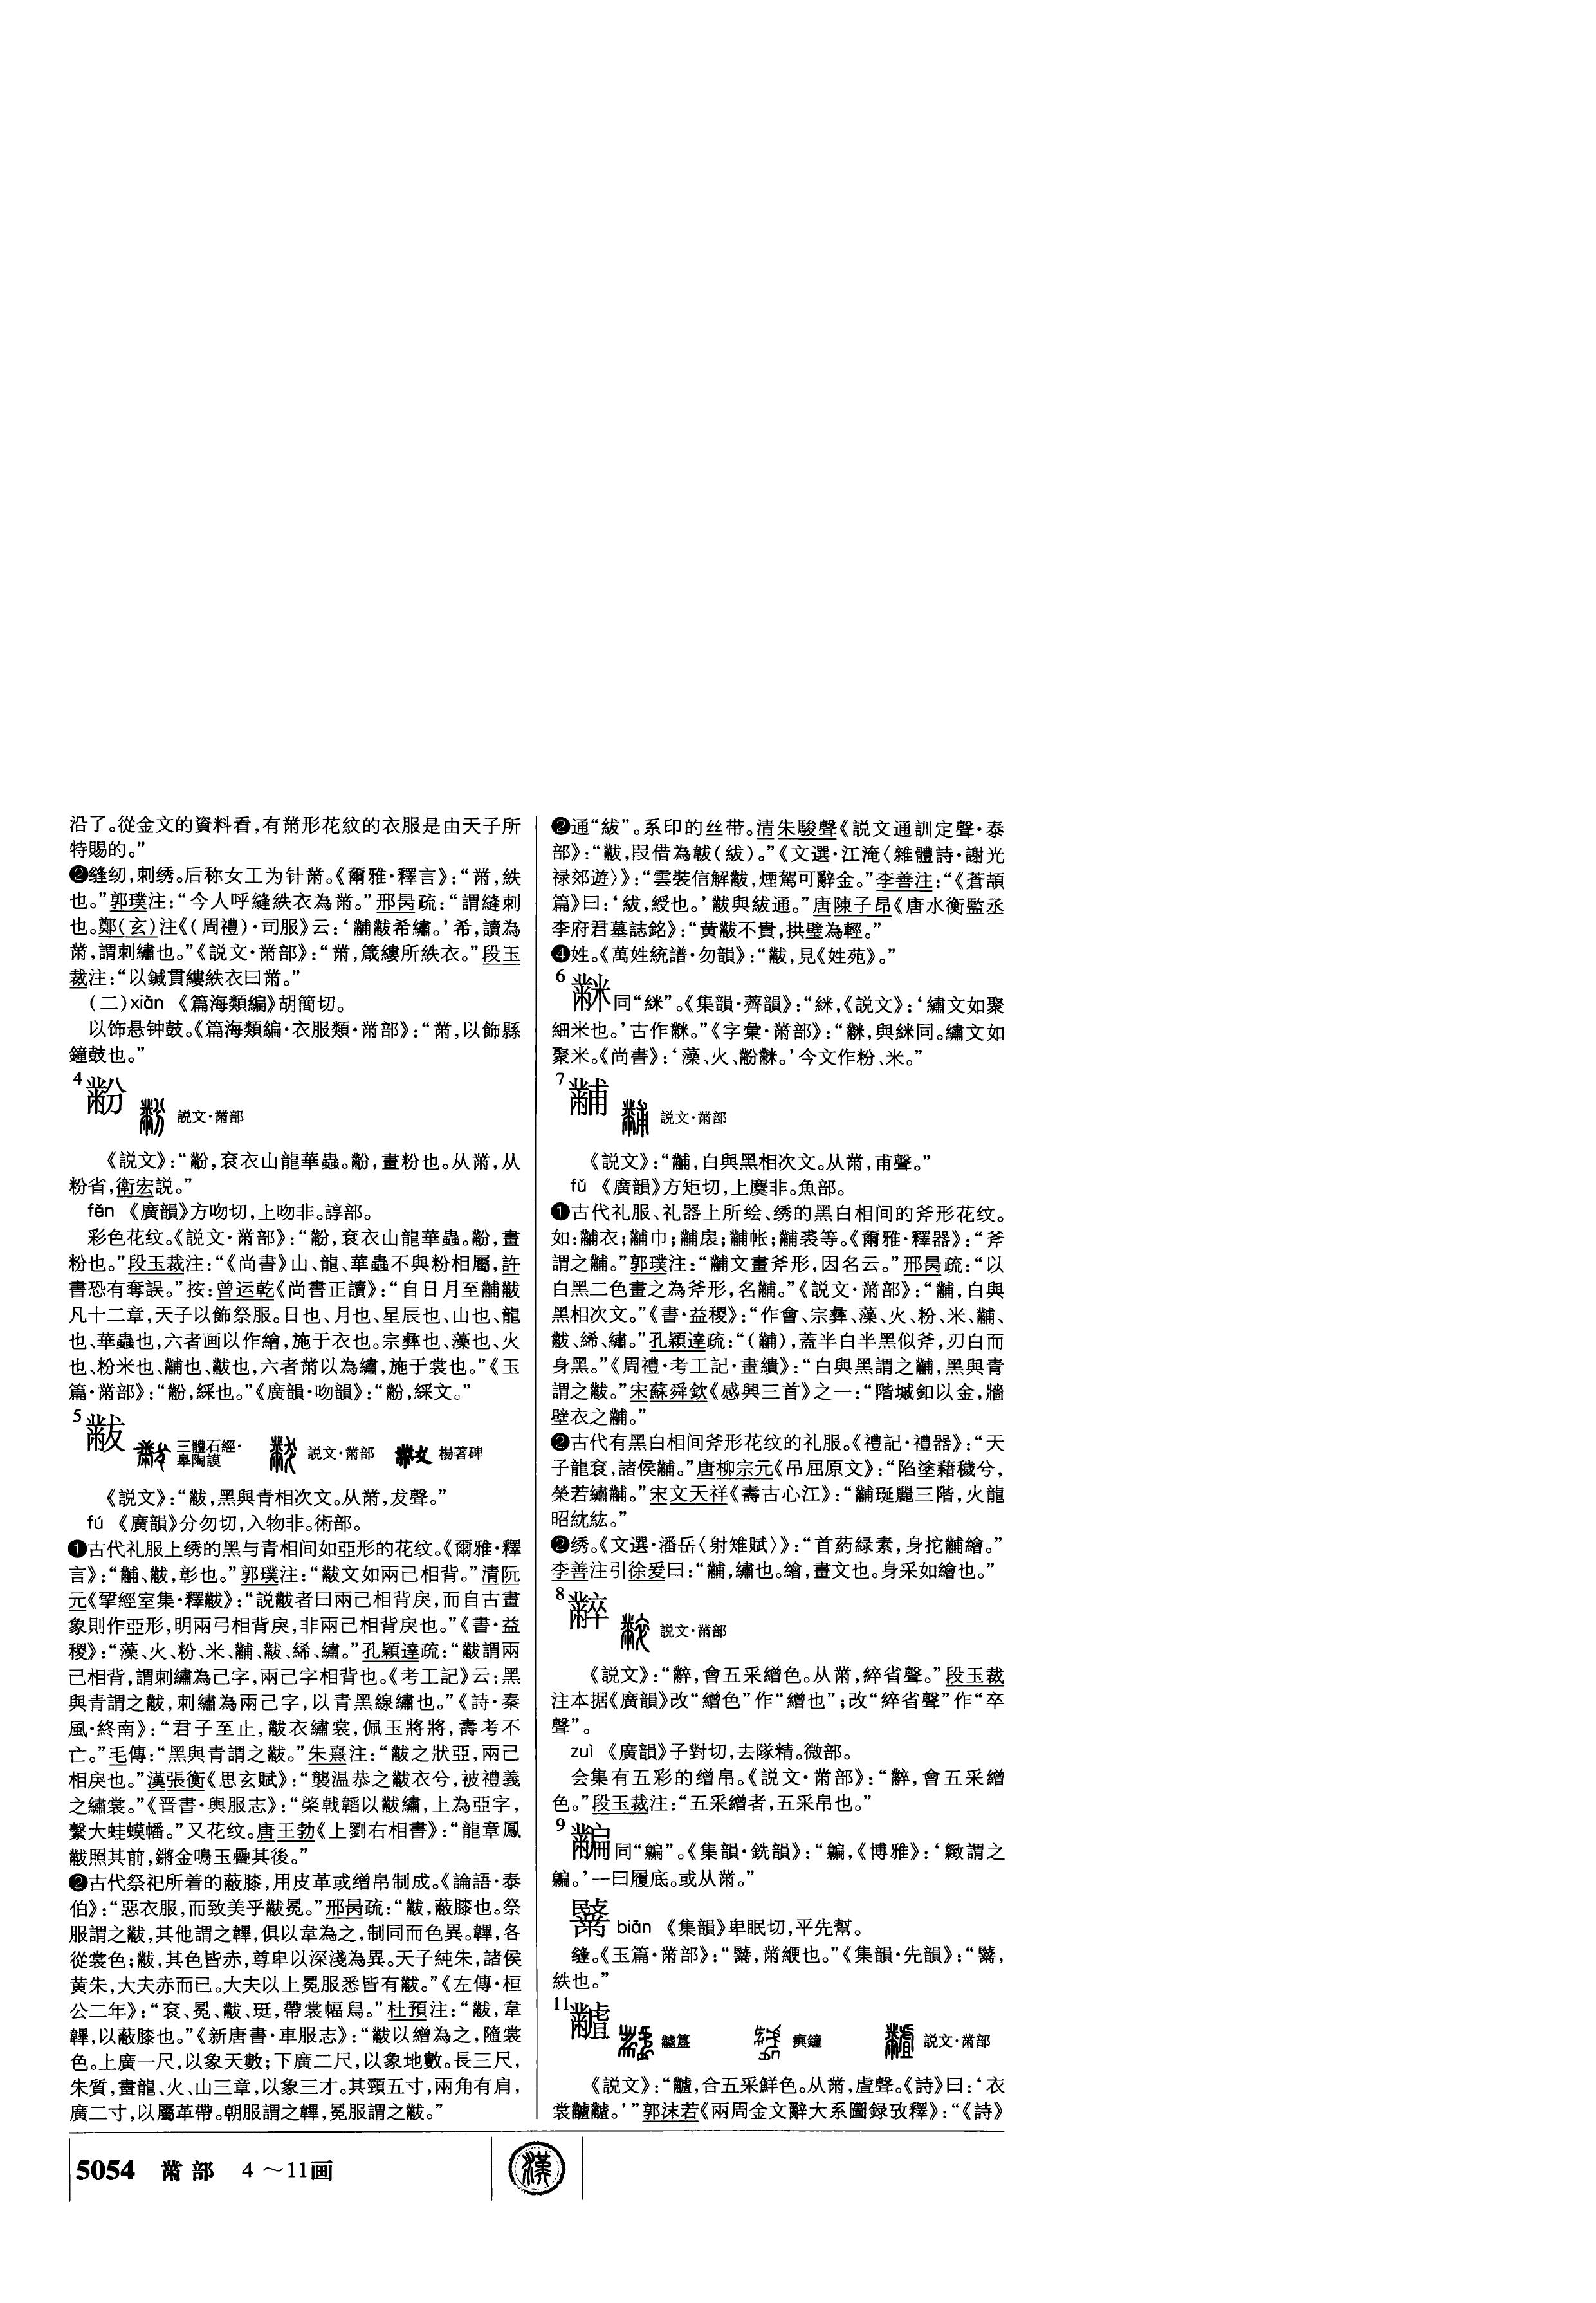 沿了。從金文的資料看，有黹形花紋的衣服是由天子所
特賜的。”
❷缝纫，刺绣。后称女工为针黹。《爾雅·釋言》：“黹，紩
也。”郭璞注：“今人呼縫紩衣為黹。”邢昺疏：“謂縫刺
也。鄭（玄）注《（周禮）·司服》云：‘黼黻希繡。’希，讀為
黹，謂刺繡也。”《説文·黹部》：“黹，箴縷所紩衣。”段玉
裁注：“以鍼貫縷紩衣曰黹。”
（二）xiǎn 《篇海類編》胡簡切。
以饰悬钟鼓。《篇海類編·衣服類·黹部》：“黹，以飾縣
鐘鼓也。”
4 黺 説文·黹部
《説文》：“黺，衮衣山龍華蟲。黺，畫粉也。从黹，从
粉省，衛宏説。”
fěn 《廣韻》方吻切，上吻非。諄部。
彩色花纹。《説文·黹部》：“黺，衮衣山龍華蟲。黺，畫
粉也。”段玉裁注：“《尚書》山、龍、華蟲不與粉相屬，許
書恐有奪誤。”按：曾运乾《尚書正讀》：“自日月至黼黻
凡十二章，天子以飾祭服。日也、月也、星辰也、山也、龍
也、華蟲也，六者画以作繪，施于衣也。宗彝也、藻也、火
也、粉米也、黼也、黻也，六者黹以為繡，施于裳也。”《玉
篇·黹部》：“黺，綵也。”《廣韻·吻韻》：“黺，綵文。”
5 黻 三體石經·皋陶謨 説文·黹部 楊著碑
《説文》：“黻，黑與青相次文。从黹，犮聲。”
fú 《廣韻》分勿切，入物非。術部。
❶古代礼服上绣的黑与青相间如亞形的花纹。《爾雅·釋
言》：“黼、黻，彰也。”郭璞注：“黻文如兩己相背。”清阮
元《揅經室集·釋黻》：“説黻者曰兩己相背戾，而自古畫
象則作亞形，明兩弓相背戾，非兩己相背戾也。”《書·益
稷》：“藻、火、粉、米、黼、黻、絺、繡。”孔穎達疏：“黻謂兩
己相背，謂刺繡為己字，兩己字相背也。《考工記》云：黑
與青謂之黻，刺繡為兩己字，以青黑線繡也。”《詩·秦
風·終南》：“君子至止，黻衣繡裳，佩玉將將，壽考不
亡。”毛傳：“黑與青謂之黻。”朱熹注：“黻之狀亞，兩己
相戾也。”漢張衡《思玄賦》：“襲温恭之黻衣兮，被禮義
之繡裳。”《晋書·輿服志》：“棨戟韜以黻繡，上為亞字，
繫大蛙蟆幡。”又花纹。唐王勃《上劉右相書》：“龍章鳳
黻照其前，鏘金鳴玉疊其後。”
❷古代祭祀所着的蔽膝，用皮革或缯帛制成。《論語·泰
伯》：“惡衣服，而致美乎黻冕。”邢昺疏：“黻，蔽膝也。祭
服謂之黻，其他謂之韠，俱以韋為之，制同而色異。韠，各
從裳色；黻，其色皆赤，尊卑以深淺為異。天子純朱，諸侯
黄朱，大夫赤而已。大夫以上冕服悉皆有黻。”《左傳·桓
公二年》：“衮、冕、黻、珽，帶裳幅舄。”杜預注：“黻，韋
韠，以蔽膝也。”《新唐書·車服志》：“黻以繒為之，隨裳
色。上廣一尺，以象天數；下廣二尺，以象地數。長三尺，
朱質，畫龍、火、山三章，以象三才。其頸五寸，兩角有肩，
廣二寸，以屬革帶。朝服謂之韠，冕服謂之黻。”
❷通“紱”。系印的丝带。清朱駿聲《説文通訓定聲·泰
部》：“黻，叚借為韍（紱）。”《文選·江淹〈雜體詩·謝光
禄郊遊〉》：“雲裝信解黻，煙駕可辭金。”李善注：“《蒼頡
篇》曰：‘紱，綬也。’黻與紱通。”唐陳子昂《唐水衡監丞
李府君墓誌銘》：“黄黻不貴，拱璧為輕。”
❹姓。《萬姓統譜·勿韻》：“黻，見《姓苑》。”
6 𪓋同“絖”。《集韻·薺韻》：“絖，《説文》：‘繡文如聚
細米也。’古作𪓋。”《字彙·黹部》：“𪓋，與絖同。繡文如
聚米。《尚書》：‘藻、火、黺𪓋。’今文作粉、米。”
7 黼 説文·黹部
《説文》：“黼，白與黑相次文。从黹，甫聲。”
fǔ 《廣韻》方矩切，上麌非。魚部。
❶古代礼服、礼器上所绘、绣的黑白相间的斧形花纹。
如：黼衣；黼巾；黼扆；黼帐；黼裘等。《爾雅·釋器》：“斧
謂之黼。”郭璞注：“黼文畫斧形，因名云。”邢昺疏：“以
白黑二色畫之為斧形，名黼。”《説文·黹部》：“黼，白與
黑相次文。”《書·益稷》：“作會、宗彝、藻、火、粉、米、黼、
黻、絺、繡。”孔穎達疏：“（黼），蓋半白半黑似斧，刃白而
身黑。”《周禮·考工記·畫繢》：“白與黑謂之黼，黑與青
謂之黻。”宋蘇舜欽《感興三首》之一：“階墄釦以金，牆
壁衣之黼。”
❷古代有黑白相间斧形花纹的礼服。《禮記·禮器》：“天
子龍衮，諸侯黼。”唐柳宗元《吊屈原文》：“陷塗藉穢兮，
榮若繡黼。”宋文天祥《壽古心江》：“黼珽麗三階，火龍
昭紞紘。”
❷绣。《文選·潘岳〈射雉賦〉》：“首葯緑素，身拕黼繪。”
李善注引徐爰曰：“黼，繡也。繪，畫文也。身采如繪也。”
8 𪓌 説文·黹部
《説文》：“𪓌，會五采繒色。从黹，綷省聲。”段玉裁
注本据《廣韻》改“繒色”作“繒也”；改“綷省聲”作“卒
聲”。
zuì 《廣韻》子對切，去隊精。微部。
会集有五彩的缯帛。《説文·黹部》：“𪓌，會五采繒
色。”段玉裁注：“五采繒者，五采帛也。”
9 同“”。《集韻·銑韻》：“，《博雅》：‘緻謂之
。’一曰履底。或从黹。”
biǎn 《集韻》卑眠切，平先幫。
缝。《玉篇·黹部》：“，黹緶也。”《集韻·先韻》：“，
紩也。”
11 説文·黹部
《説文》：“，合五采鮮色。从黹，虘聲。《詩》曰：‘衣
裳。’”郭沫若《兩周金文辭大系圖録攷釋》：“《詩》
5054 黹部 4～11画
漢